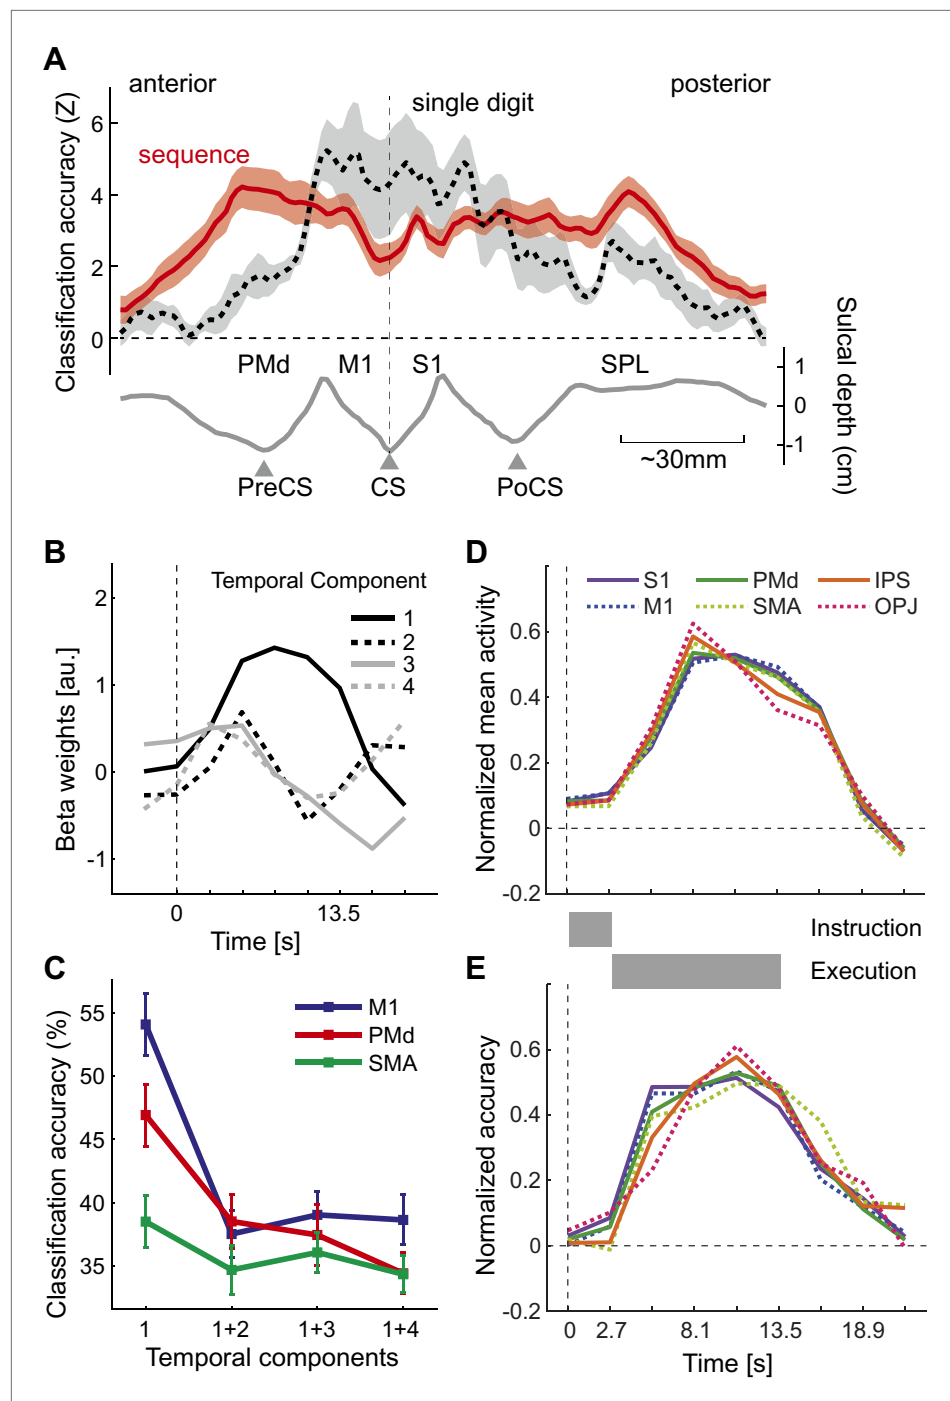 A
anterior
single digit
posterior
sequence
Classification accuracy (Z)
6
4
2
0
PMd
M1
S1
SPL
1
0
-1
Sulcal depth (cm)
~30mm
PreCS
CS
PoCS
B
Temporal Component
1
2
3
4
Beta weights [au.]
2
1
0
-1
0
13.5
Time [s]
C
M1
PMd
SMA
Classification accuracy (%)
55
50
45
40
35
1
1+2
1+3
1+4
Temporal components
D
S1
PMd
IPS
M1
SMA
OPJ
Normalized mean activity
0.6
0.4
0.2
0
-0.2
Instruction
Execution
E
Normalized accuracy
0.6
0.4
0.2
0
-0.2
0
2.7
8.1
13.5
18.9
Time [s]